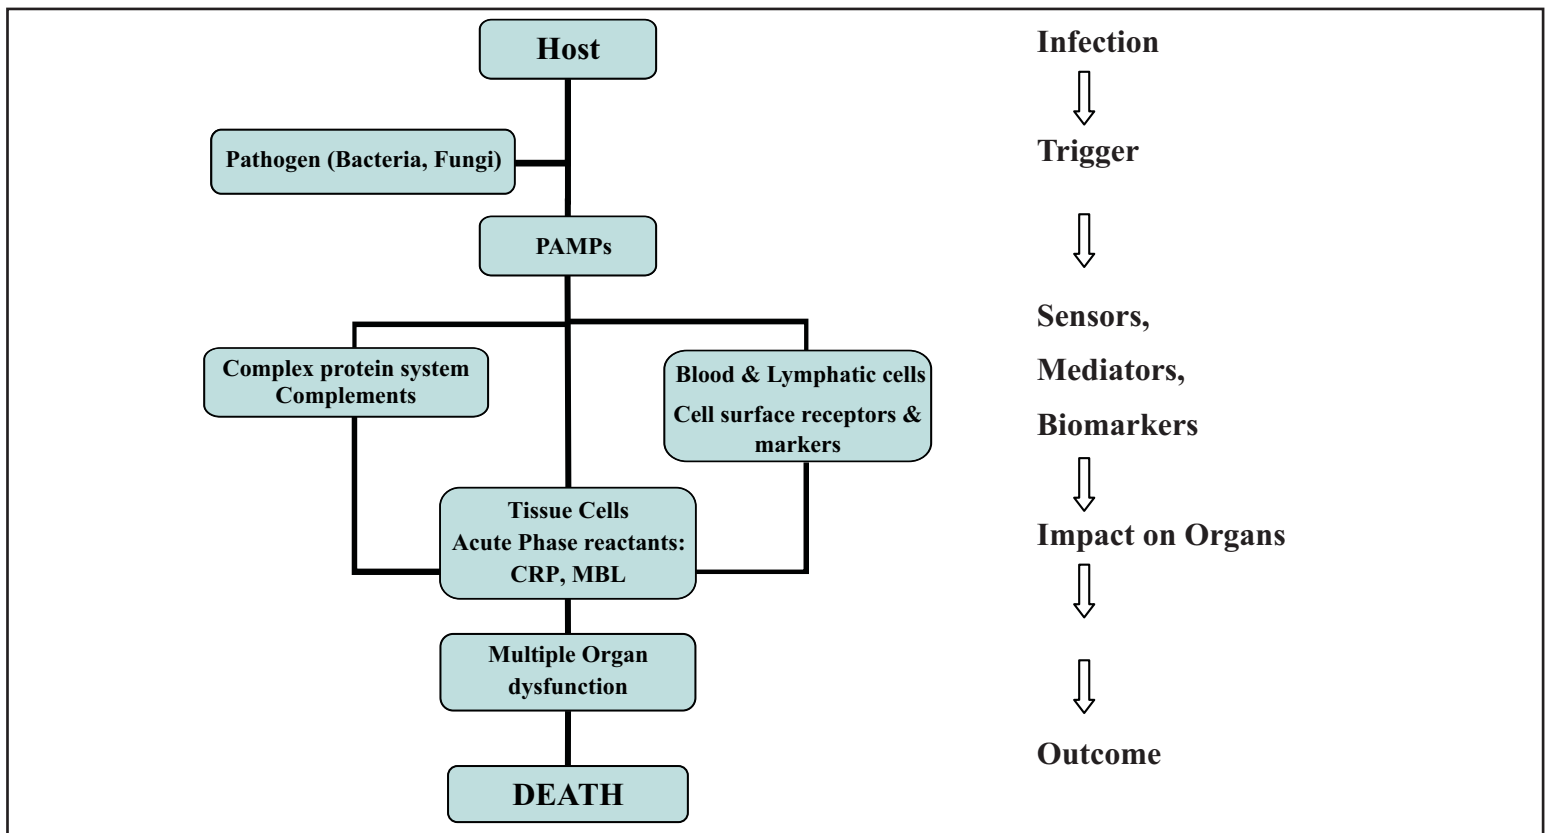 Host
Pathogen (Bacteria, Fungi)
PAMPs
Complex protein system
Complements
Blood & Lymphatic cells
Cell surface receptors &
markers
Tissue Cells
Acute Phase reactants:
CRP, MBL
Multiple Organ
dysfunction
DEATH
Infection
Trigger
Sensors,
Mediators,
Biomarkers
Impact on Organs
Outcome